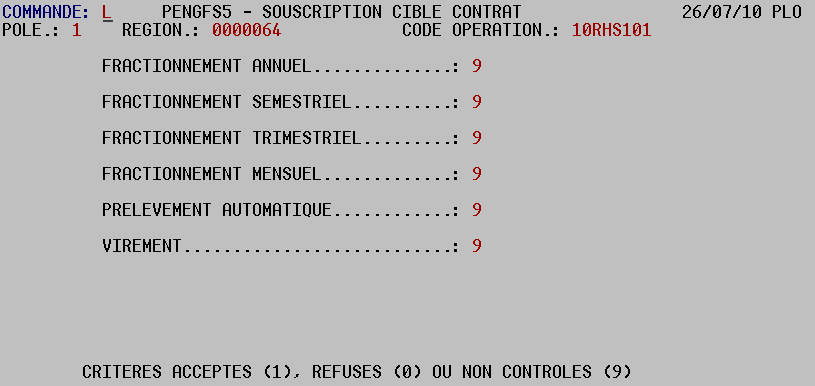 COMMANDE: L PENGFS5 - SOUSCRIPTION CIBLE CONTRAT 26/07/10 PLO
POLE.: 1 REGION.: 0000064 CODE OPERATION.: 10RHS101
FRACTIONNEMENT ANNUEL..............: 9
FRACTIONNEMENT SEMESTRIEL..........: 9
FRACTIONNEMENT TRIMESTRIEL.........: 9
FRACTIONNEMENT MENSUEL.............: 9
PRELEVEMENT AUTOMATIQUE............: 9
VIREMENT...........................: 9
CRITERES ACCEPTES (1), REFUSES (0) OU NON CONTROLES (9)